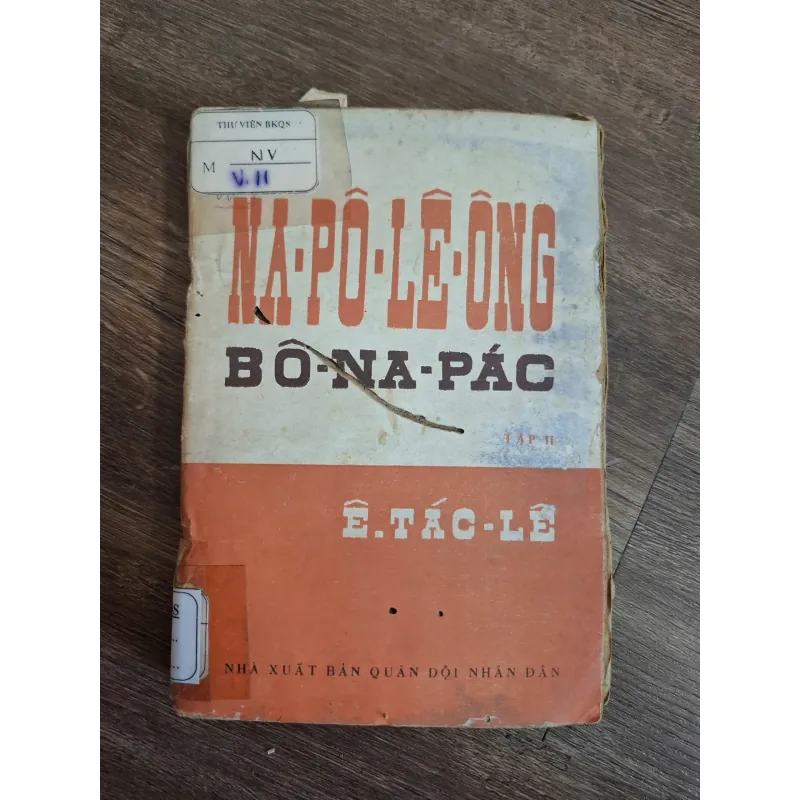 THƯ VIỆN BKQS
M NV
V.11
NA-PÔ-LÊ-ÔNG
BÔ-NA-PÁC
TẬP II
Ê. TÁC-LÊ
S
NHÀ XUẤT BẢN QUÂN ĐỘI NHÂN DÂN